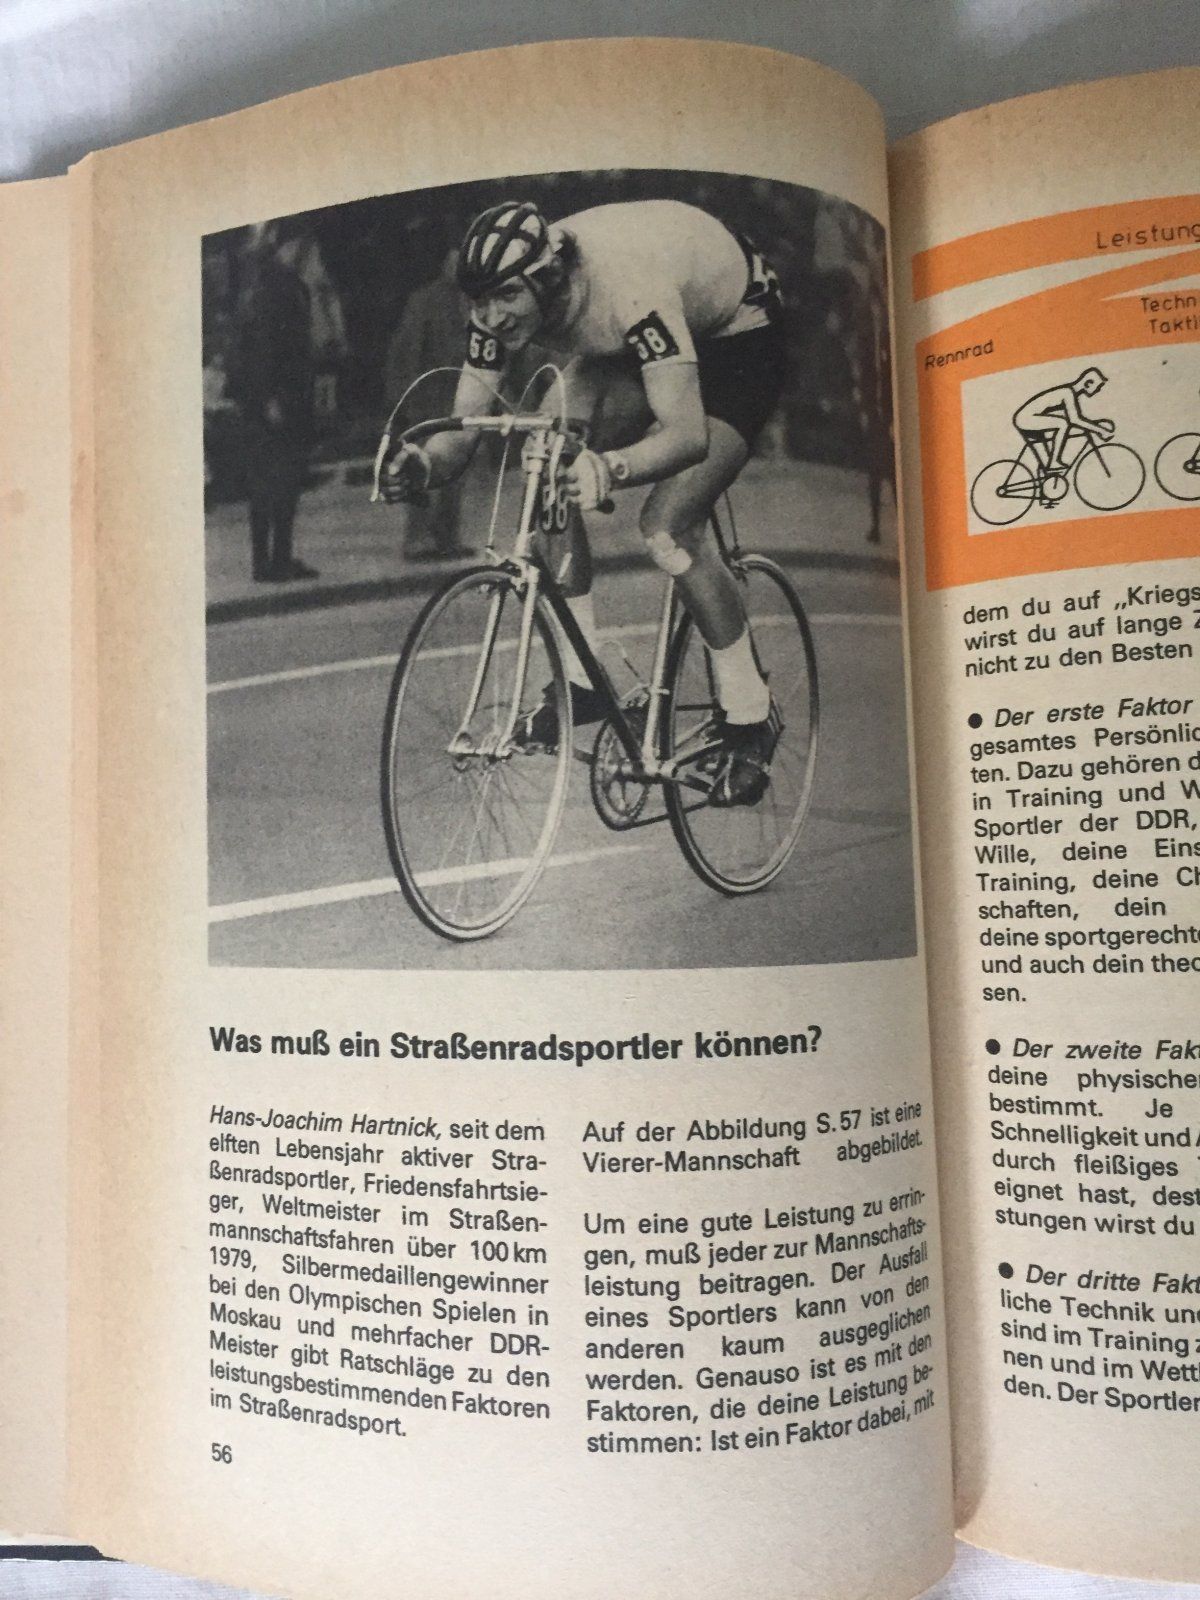 58
58
58
Was muß ein Straßenradsportler können?
Hans-Joachim Hartnick, seit dem
elften Lebensjahr aktiver Stra-
ßenradsportler, Friedensfahrtsie-
ger, Weltmeister im Straßen-
mannschaftsfahren über 100 km
1979, Silbermedaillengewinner
bei den Olympischen Spielen in
Moskau und mehrfacher DDR-
Meister gibt Ratschläge zu den
leistungsbestimmenden Faktoren
im Straßenradsport.
56
Auf der Abbildung S. 57 ist eine
Vierer-Mannschaft abgebildet.
Um eine gute Leistung zu errin-
gen, muß jeder zur Mannschafts-
leistung beitragen. Der Ausfall
eines Sportlers kann von den
anderen kaum ausgeglichen
werden. Genauso ist es mit den
Faktoren, die deine Leistung be-
stimmen: Ist ein Faktor dabei, mit
Leistung
Techn
Takti
Rennrad
dem du auf „Kriegs
wirst du auf lange Z
nicht zu den Besten
● Der erste Faktor
gesamtes Persönlic
ten. Dazu gehören d
in Training und W
Sportler der DDR,
Wille, deine Eins
Training, deine Ch
schaften, dein
deine sportgerechte
und auch dein theo
sen.
● Der zweite Fakt
deine physische
bestimmt. Je
Schnelligkeit und A
durch fleißiges T
eignet hast, dest
stungen wirst du
● Der dritte Fakt
liche Technik und
sind im Training z
nen und im Wettk
den. Der Sportler